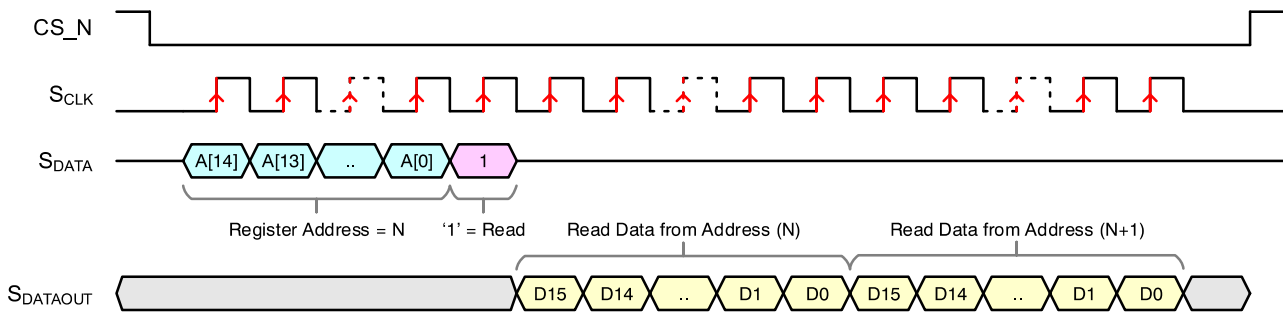 CS_N
SCLK
SDATA A[14] A[13] .. A[0] 1
Register Address = N ‘1’ = Read Read Data from Address (N) Read Data from Address (N+1)
SDATAOUT D15 D14 .. D1 D0 D15 D14 .. D1 D0